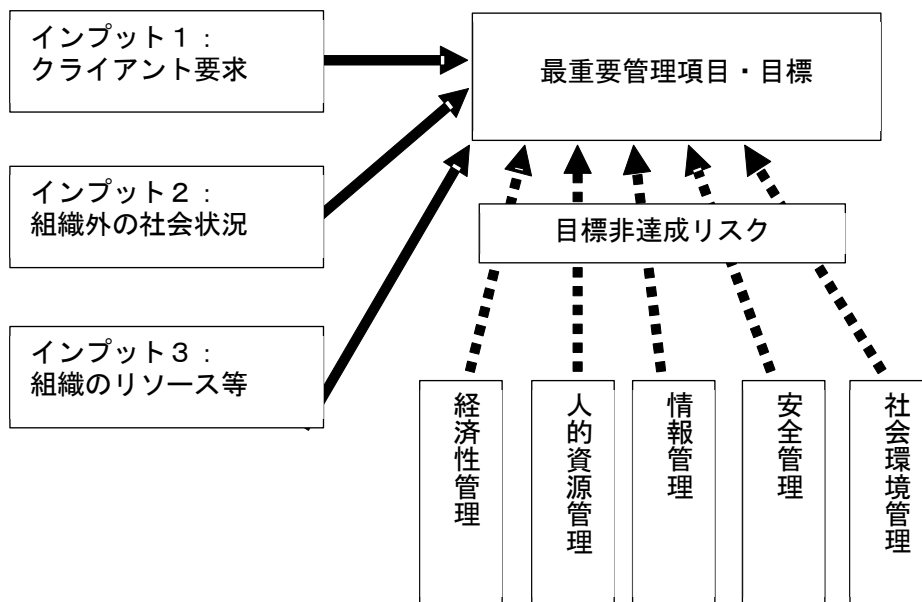 インプット１：
クライアント要求
最重要管理項目・目標
インプット２：
組織外の社会状況
目標非達成リスク
インプット３：
組織のリソース等
経済性管理
人的資源管理
情報管理
安全管理
社会環境管理